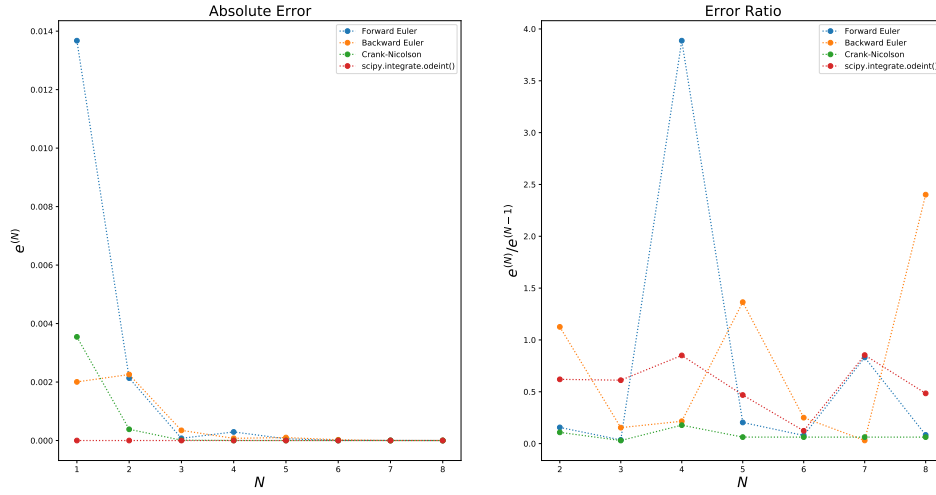 Absolute Error
Forward Euler
Backward Euler
Crank-Nicolson
scipy.integrate.odeint()
0.014
0.012
0.010
0.008
0.006
0.004
0.002
0.000
e^{(N)}
1 2 3 4 5 6 7 8
N
Error Ratio
Forward Euler
Backward Euler
Crank-Nicolson
scipy.integrate.odeint()
4.0
3.5
3.0
2.5
2.0
1.5
1.0
0.5
0.0
e^{(N)}/e^{(N−1)}
2 3 4 5 6 7 8
N